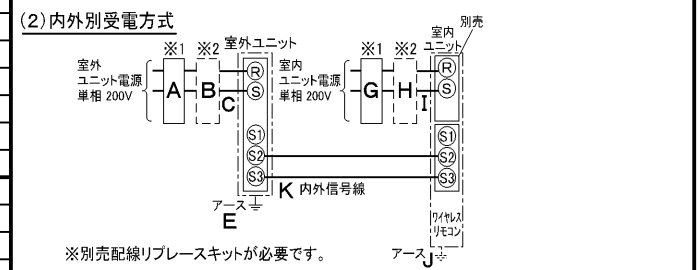 (2)内外別受電方式
別売
※1 ※2 室外ユニット ※1 ※2 室内ユニット
室外ユニット電源 単相 200V
A B C R S
室内ユニット電源 単相 200V
G H I R S
S1 S1
S2 S2
S3 S3
K 内外信号線
アース
E
ワイヤレスリモコン
アース J
※別売配線リプレースキットが必要です。